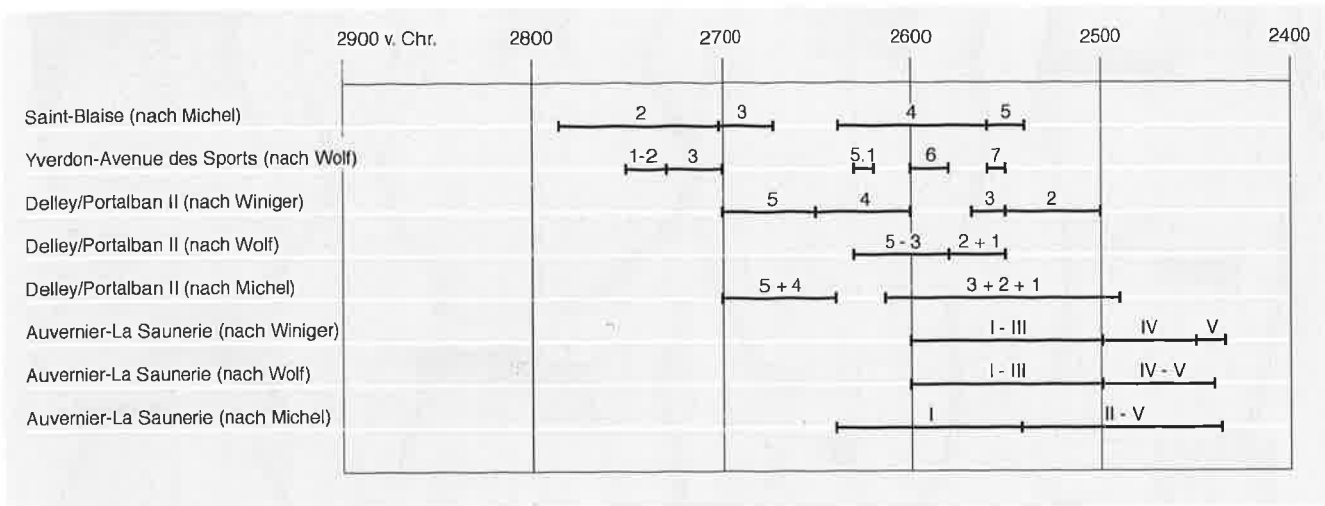 2900 v. Chr. 2800 2700 2600 2500 2400
Saint-Blaise (nach Michel) 2 3 4 5
Yverdon-Avenue des Sports (nach Wolf) 1-2 3 5.1 6 7
Delley/Portalban II (nach Winiger) 5 4 3 2
Delley/Portalban II (nach Wolf) 5 - 3 2 + 1
Delley/Portalban II (nach Michel) 5 + 4 3 + 2 + 1
Auvernier-La Saunerie (nach Winiger) I - III IV V
Auvernier-La Saunerie (nach Wolf) I - III IV - V
Auvernier-La Saunerie (nach Michel) I II - V